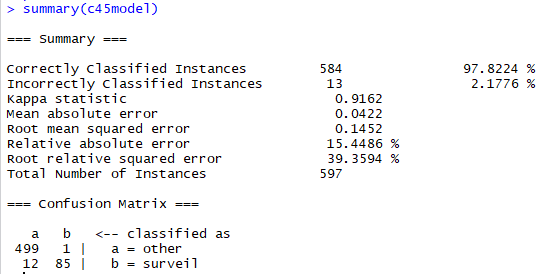 > summary(c45model)
=== Summary ===
Correctly Classified Instances 584 97.8224 %
Incorrectly Classified Instances 13 2.1776 %
Kappa statistic 0.9162
Mean absolute error 0.0422
Root mean squared error 0.1452
Relative absolute error 15.4486 %
Root relative squared error 39.3594 %
Total Number of Instances 597
=== Confusion Matrix ===
a b <-- classified as
499 1 | a = other
12 85 | b = surveil